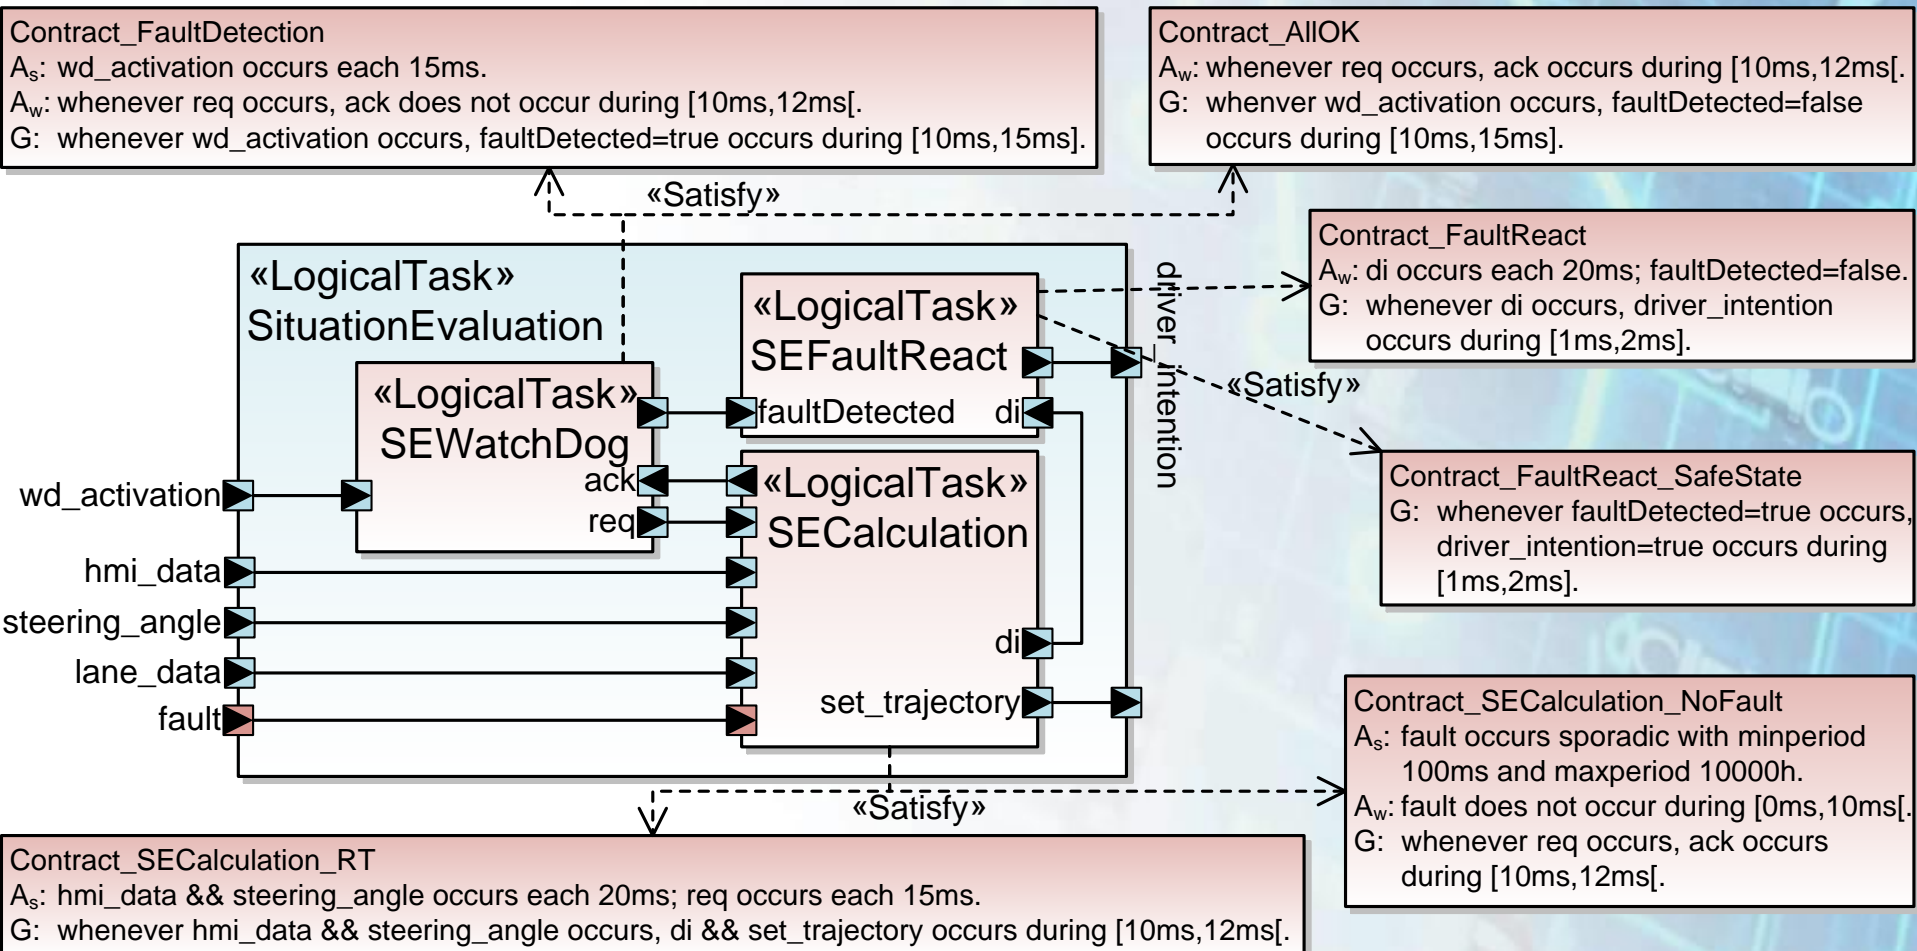 Contract_FaultDetection
As: wd_activation occurs each 15ms.
Aw: whenever req occurs, ack does not occur during [10ms,12ms[.
G: whenever wd_activation occurs, faultDetected=true occurs during [10ms,15ms].
Contract_AllOK
Aw: whenever req occurs, ack occurs during [10ms,12ms[.
G: whenver wd_activation occurs, faultDetected=false
occurs during [10ms,15ms].
«Satisfy»
Contract_FaultReact
Aw: di occurs each 20ms; faultDetected=false.
G: whenever di occurs, driver_intention
occurs during [1ms,2ms].
«LogicalTask»
SituationEvaluation
«LogicalTask»
SEFaultReact
faultDetected
di
driver_intention
«Satisfy»
«LogicalTask»
SEWatchDog
ack
req
«LogicalTask»
SECalculation
di
set_trajectory
wd_activation
hmi_data
steering_angle
lane_data
fault
Contract_FaultReact_SafeState
G: whenever faultDetected=true occurs,
driver_intention=true occurs during
[1ms,2ms].
«Satisfy»
Contract_SECalculation_NoFault
As: fault occurs sporadic with minperiod
100ms and maxperiod 10000h.
Aw: fault does not occur during [0ms,10ms[.
G: whenever req occurs, ack occurs
during [10ms,12ms[.
Contract_SECalculation_RT
As: hmi_data && steering_angle occurs each 20ms; req occurs each 15ms.
G: whenever hmi_data && steering_angle occurs, di && set_trajectory occurs during [10ms,12ms[.